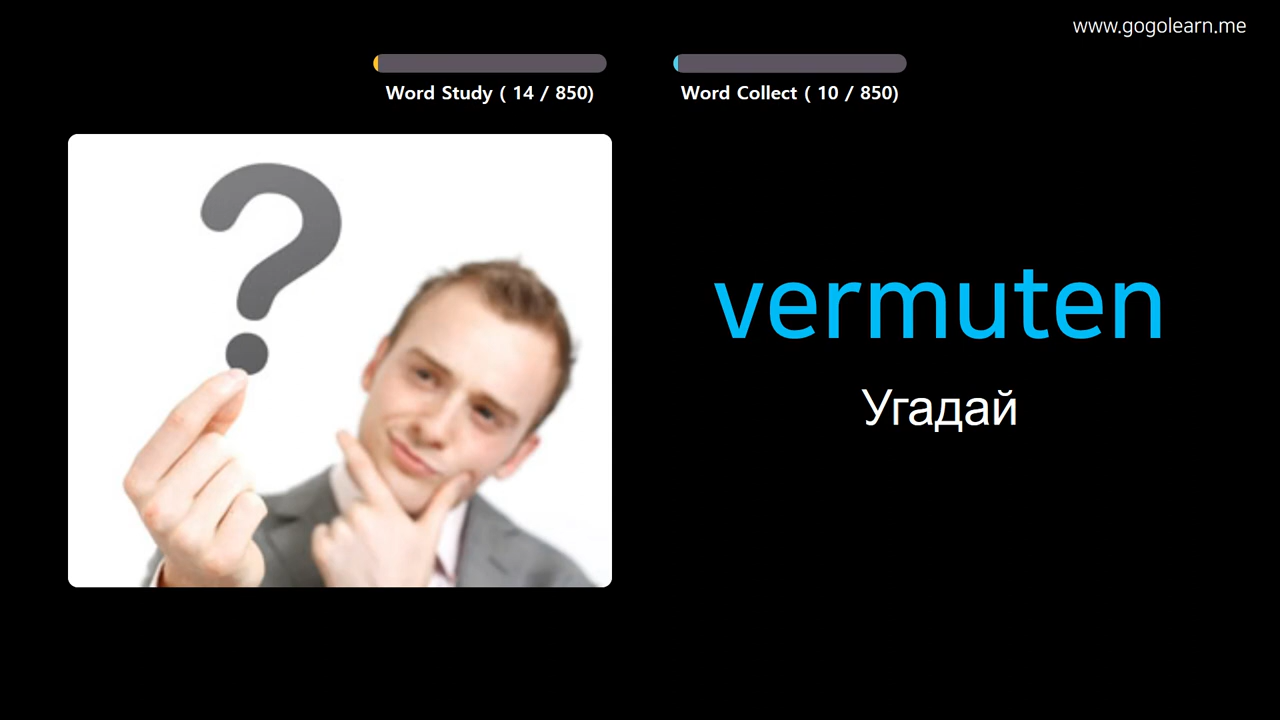 www.gogolearn.me
Word Study ( 14 / 850)
Word Collect ( 10 / 850)
?
vermuten
Угадай